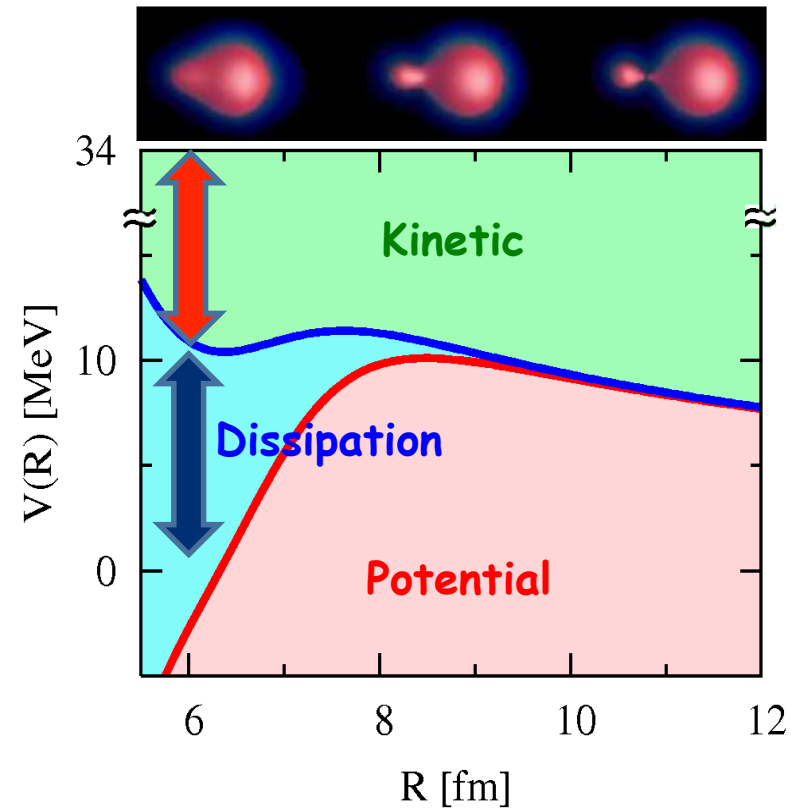 34
Kinetic
V(R) [MeV]
10
Dissipation
0
Potential
6 8 10 12
R [fm]